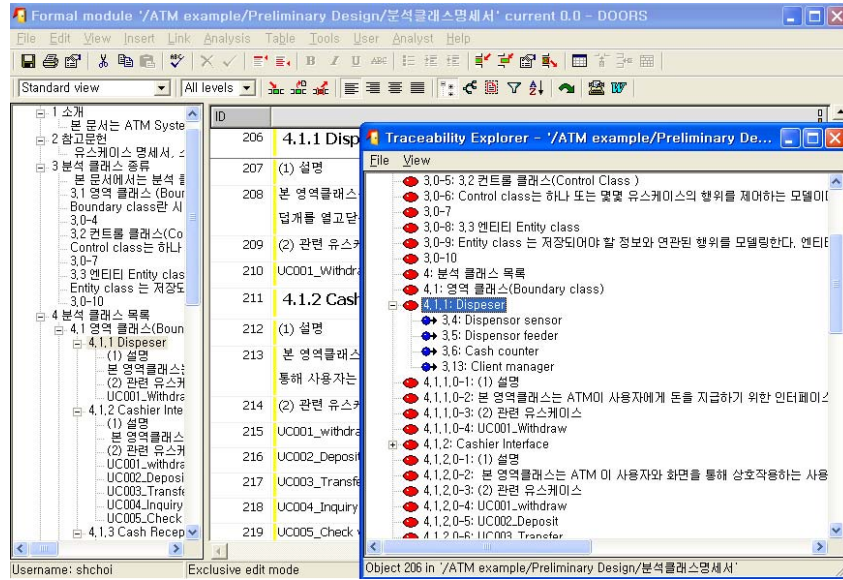 Formal module '/ATM example/Preliminary Design/분석클래스명세서' current 0.0 - DOORS
File Edit View Insert Link Analysis Table Tools User Analyst Help
Standard view All levels
1 소개
본 문서는 ATM Syste
2 참고문헌
유스케이스 명세서,
3 분석 클래스 종류
본 문서에서는 분석
3.1 영역 클래스 (Bour
Boundary class란 시
3.0-4
3.2 컨트롤 클래스(Co
Control class는 하나
3.0-7
3.3 엔티티 Entity clas
Entity class 는 저장되
3.0-10
4 분석 클래스 목록
4.1 영역 클래스(Boun
4.1.1 Dispeser
(1) 설명
본 영역클래스는
(2) 관련 유스케
UC001_Withdra
4.1.2 Cashier Inte
(1) 설명
본 영역클래스
(2) 관련 유스케
UC001_withdra
UC002_Deposi
UC003_Transfe
UC004_Inquiry
UC005_Check
4.1.3 Cash Recep
ID
206 4.1.1 Disp
207 (1) 설명
208 본 영역클래스
덮개를 열고닫
209 (2) 관련 유스케
210 UC001_Withdra
211 4.1.2 Cash
212 (1) 설명
213 본 영역클래스
통해 사용자는
214 (2) 관련 유스케
215 UC001_withdra
216 UC002_Deposit
217 UC003_Transfe
218 UC004_Inquiry
219 UC005_Check
Traceability Explorer - '/ATM example/Preliminary De...
File View
3.0-5: 3.2 컨트롤 클래스(Control Class )
3.0-6: Control class는 하나 또는 몇몇 유스케이스의 행위를 제어하는 모델이
3.0-7
3.0-8: 3.3 엔티티 Entity class
3.0-9: Entity class 는 저장되어야 할 정보와 연관된 행위를 모델링한다. 엔티티
3.0-10
4: 분석 클래스 목록
4.1: 영역 클래스(Boundary class)
4.1.1: Dispeser
3.4: Dispensor sensor
3.5: Dispensor feeder
3.6: Cash counter
3.13: Client manager
4.1.1.0-1: (1) 설명
4.1.1.0-2: 본 영역클래스는 ATM이 사용자에게 돈을 지급하기 위한 인터페이스
4.1.1.0-3: (2) 관련 유스케이스
4.1.1.0-4: UC001_Withdraw
4.1.2: Cashier Interface
4.1.2.0-1: (1) 설명
4.1.2.0-2: 본 영역클래스는 ATM 이 사용자와 화면을 통해 상호작용하는 사용
4.1.2.0-3: (2) 관련 유스케이스
4.1.2.0-4: UC001_withdraw
4.1.2.0-5: UC002_Deposit
4.1.2.0-6: UC003_Transfer
Username: shchoi Exclusive edit mode
Object 206 in '/ATM example/Preliminary Design/분석클래스명세서'